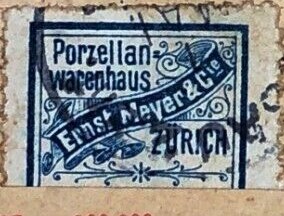 Porzellan=
warenhaus
Ernst Meyer & Cie
ZÜRICH